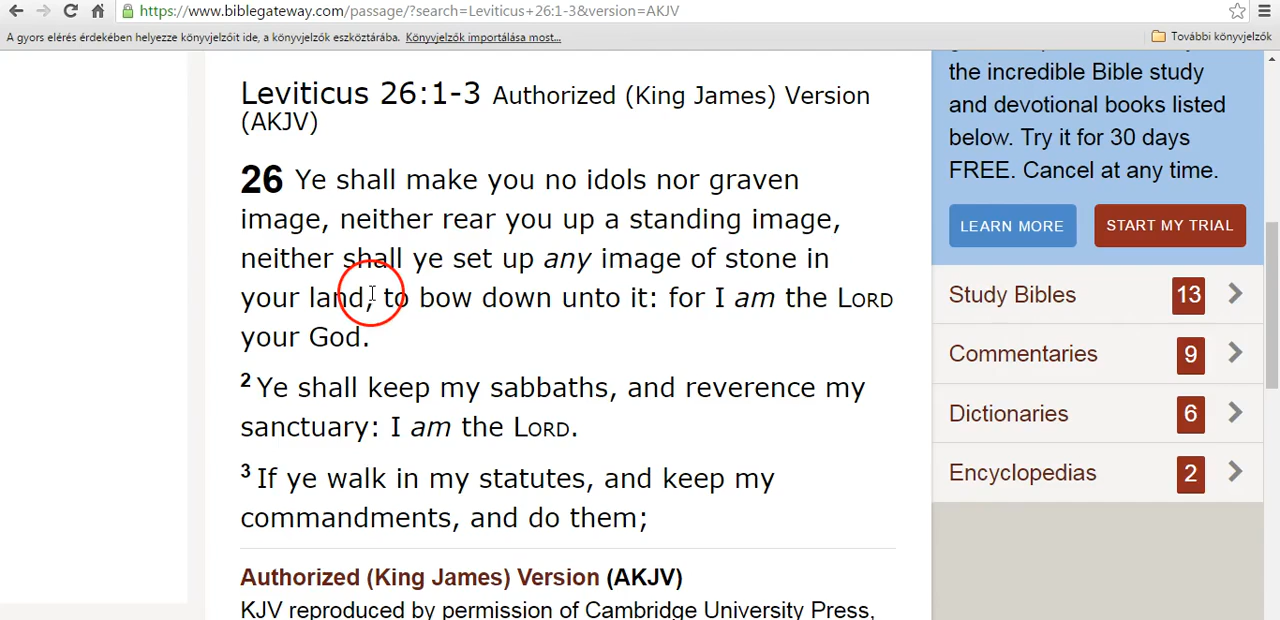 https://www.biblegateway.com/passage/?search=Leviticus+26:1-3&version=AKJV
A gyors elérés érdekében helyezze könyvjelzőit ide, a könyvjelzők eszköztárába. Könyvjelzők importálása most...
További könyvjelzők
Leviticus 26:1-3 Authorized (King James) Version
(AKJV)
26 Ye shall make you no idols nor graven
image, neither rear you up a standing image,
neither shall ye set up any image of stone in
your land, to bow down unto it: for I am the LORD
your God.
2 Ye shall keep my sabbaths, and reverence my
sanctuary: I am the LORD.
3 If ye walk in my statutes, and keep my
commandments, and do them;
Authorized (King James) Version (AKJV)
KJV reproduced by permission of Cambridge University Press,
the incredible Bible study
and devotional books listed
below. Try it for 30 days
FREE. Cancel at any time.
LEARN MORE
START MY TRIAL
Study Bibles 13
Commentaries 9
Dictionaries 6
Encyclopedias 2